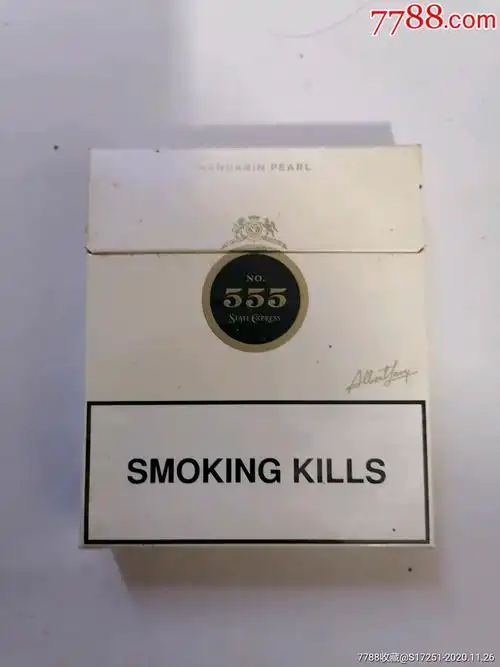 7788.com
MANDARIN PEARL
NO.
555
STATE EXPRESS
SMOKING KILLS
7788收藏@S17251-2020.11.26